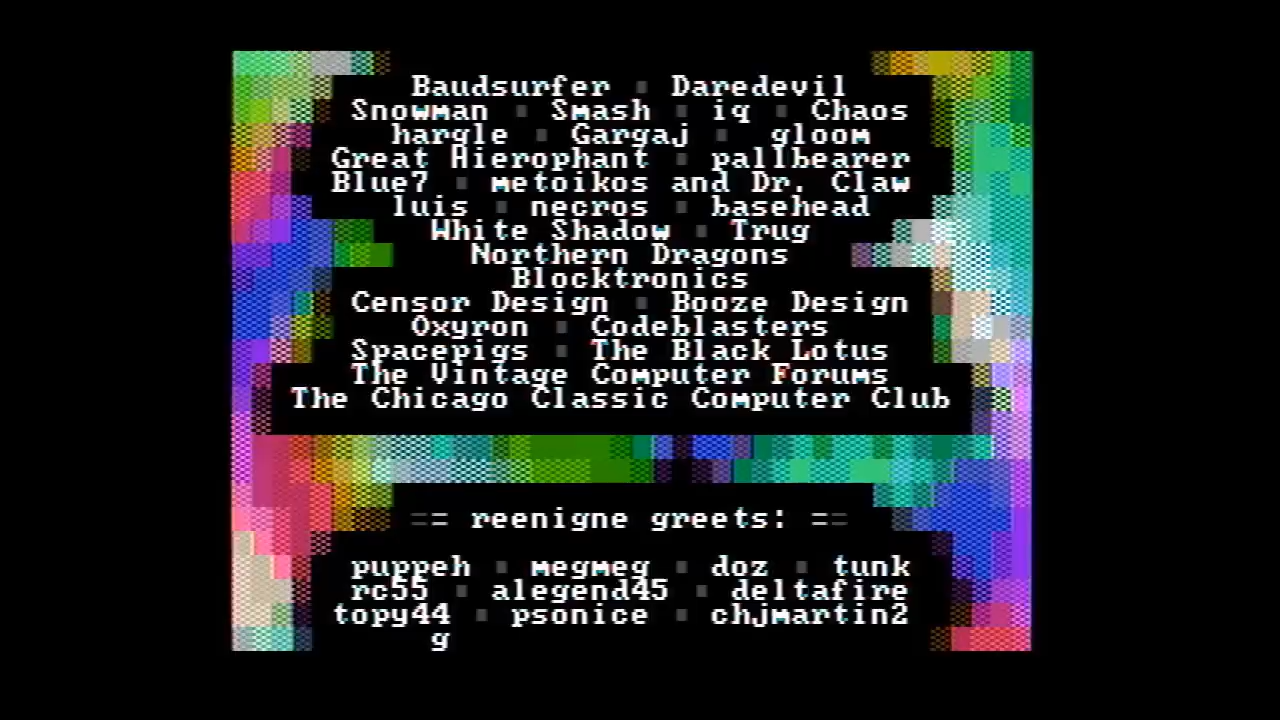 Baudsurfer · Daredevil
Snowman · Smash · iq · Chaos
hargle · Gargaj · gloom
Great Hierophant · pallbearer
Blue7 · metoikos and Dr. Claw
luis · necros · basehead
White Shadow · Trug
Northern Dragons
Blocktronics
Censor Design · Booze Design
Oxyron · Codeblasters
Spacepigs · The Black Lotus
The Vintage Computer Forums
The Chicago Classic Computer Club
== reenigne greets: ==
puppeh · megmeg · doz · tunk
rc55 · alegend45 · deltafire
topy44 · psonice · chjmartin2
g